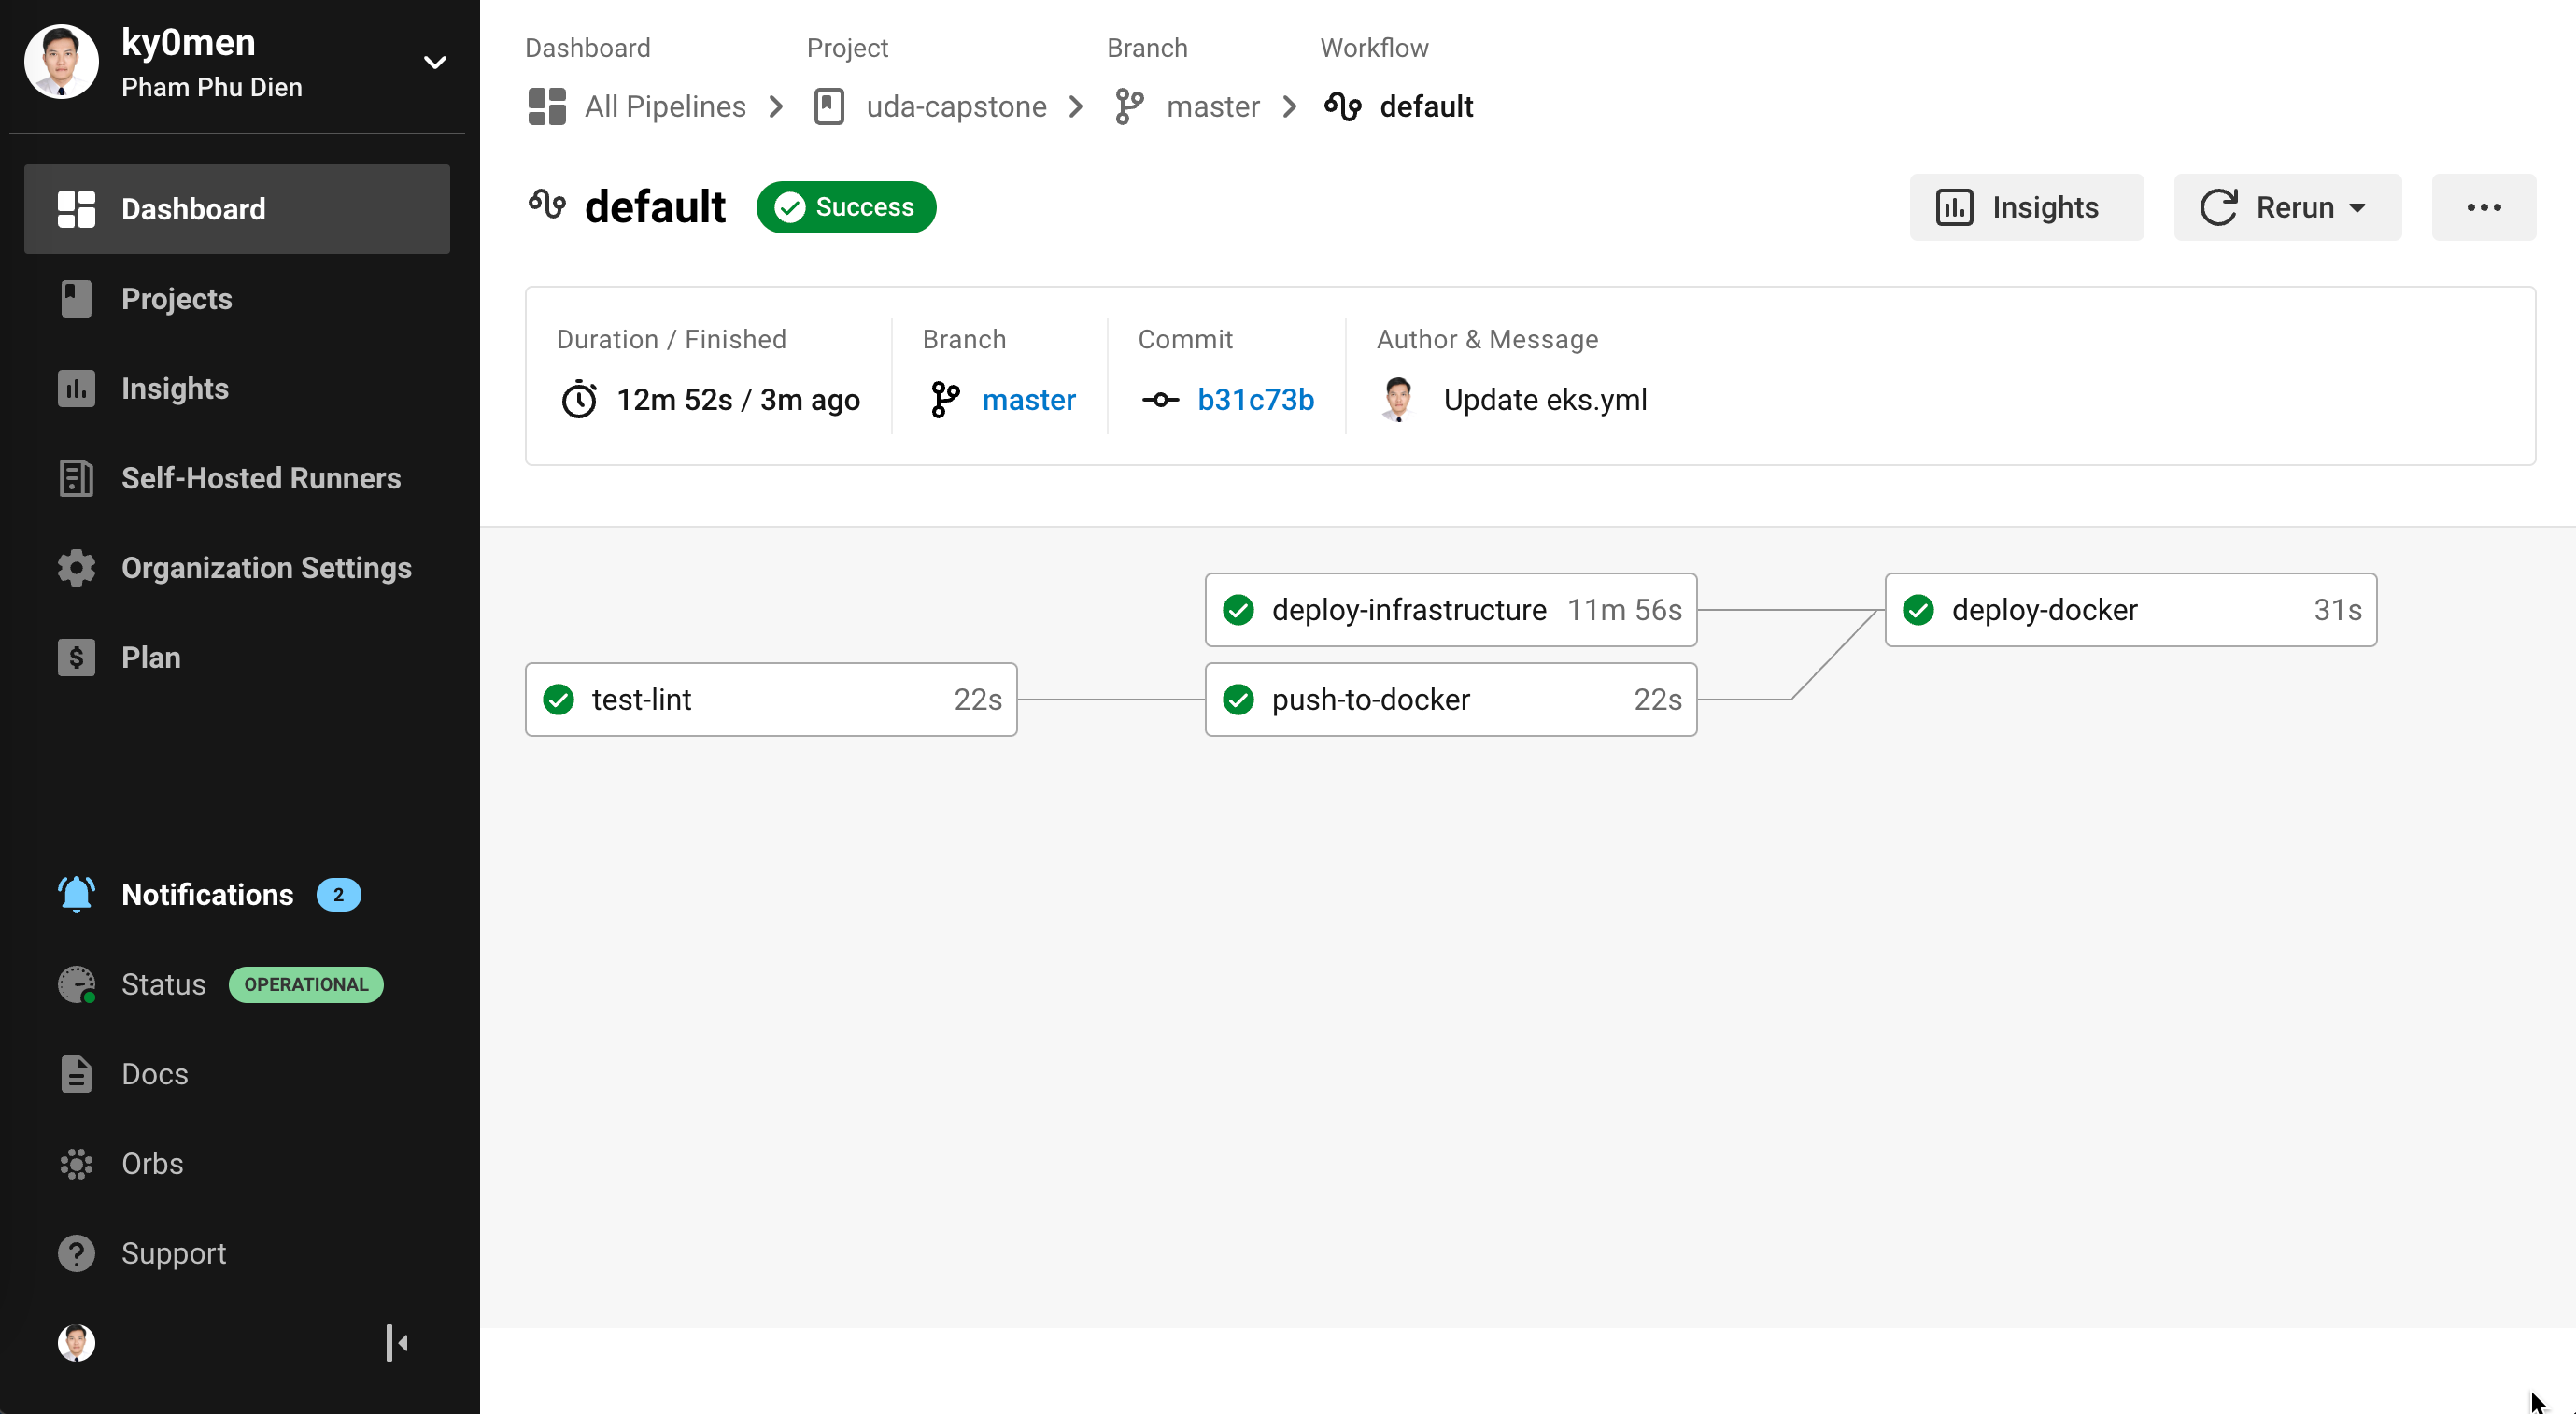 ky0men
Pham Phu Dien
Dashboard
Projects
Insights
Self-Hosted Runners
Organization Settings
Plan
Notifications 2
Status OPERATIONAL
Docs
Orbs
Support
Dashboard Project Branch Workflow
All Pipelines uda-capstone master default
default Success Insights Rerun
Duration / Finished Branch Commit Author & Message
12m 52s / 3m ago master b31c73b Update eks.yml
deploy-infrastructure 11m 56s deploy-docker 31s
test-lint 22s push-to-docker 22s